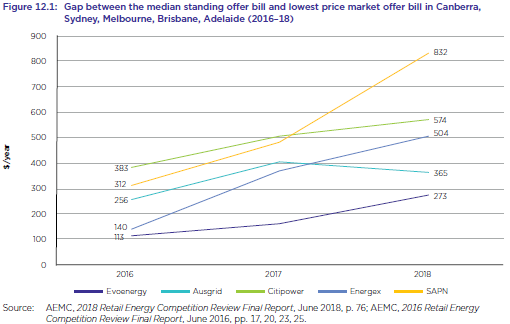 Figure 12.1: Gap between the median standing offer bill and lowest price market offer bill in Canberra,
Sydney, Melbourne, Brisbane, Adelaide (2016–18)
900
800
700
600
500
400
300
200
100
0
$/year
383
312
256
140
113
832
574
504
365
273
2016 2017 2018
Evoenergy Ausgrid Citipower Energex SAPN
Source: AEMC, 2018 Retail Energy Competition Review Final Report, June 2018, p. 76; AEMC, 2016 Retail Energy
Competition Review Final Report, June 2016, pp. 17, 20, 23, 25.